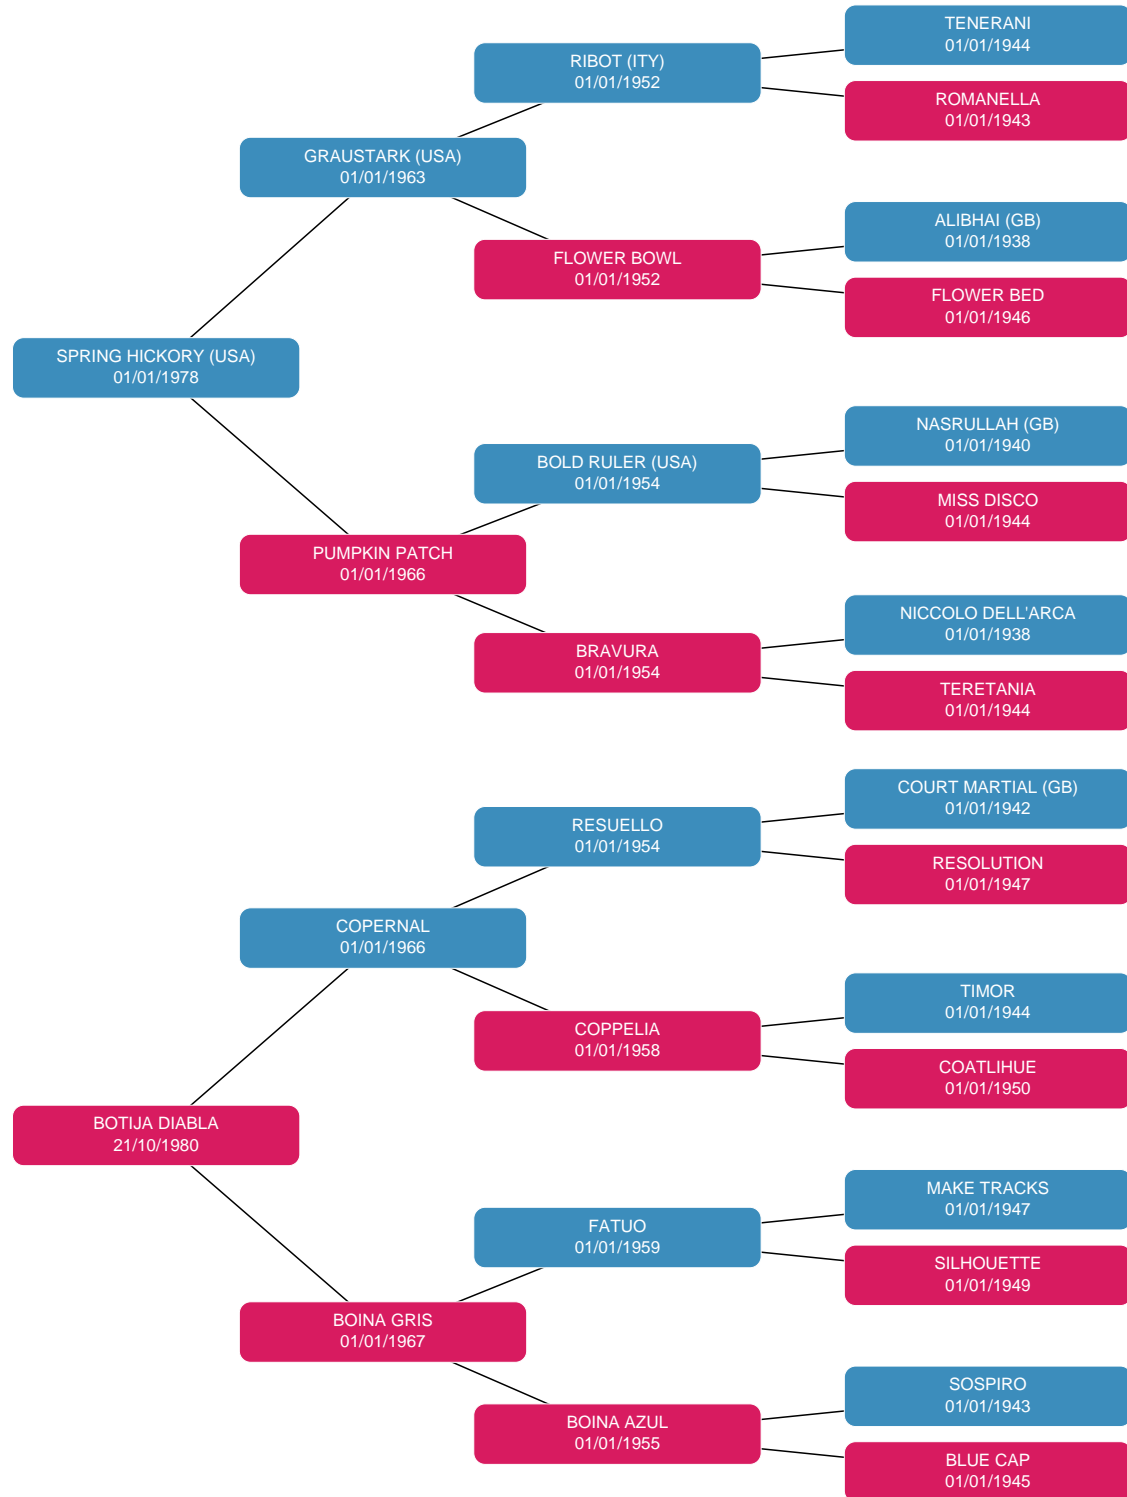 TENERANI
01/01/1944
RIBOT (ITY)
01/01/1952
ROMANELLA
01/01/1943
GRAUSTARK (USA)
01/01/1963
ALIBHAI (GB)
01/01/1938
FLOWER BOWL
01/01/1952
FLOWER BED
01/01/1946
SPRING HICKORY (USA)
01/01/1978
NASRULLAH (GB)
01/01/1940
BOLD RULER (USA)
01/01/1954
MISS DISCO
01/01/1944
PUMPKIN PATCH
01/01/1966
NICCOLO DELL'ARCA
01/01/1938
BRAVURA
01/01/1954
TERETANIA
01/01/1944
COURT MARTIAL (GB)
01/01/1942
RESUELLO
01/01/1954
RESOLUTION
01/01/1947
COPERNAL
01/01/1966
TIMOR
01/01/1944
COPPELIA
01/01/1958
COATLIHUE
01/01/1950
BOTIJA DIABLA
21/10/1980
MAKE TRACKS
01/01/1947
FATUO
01/01/1959
SILHOUETTE
01/01/1949
BOINA GRIS
01/01/1967
SOSPIRO
01/01/1943
BOINA AZUL
01/01/1955
BLUE CAP
01/01/1945